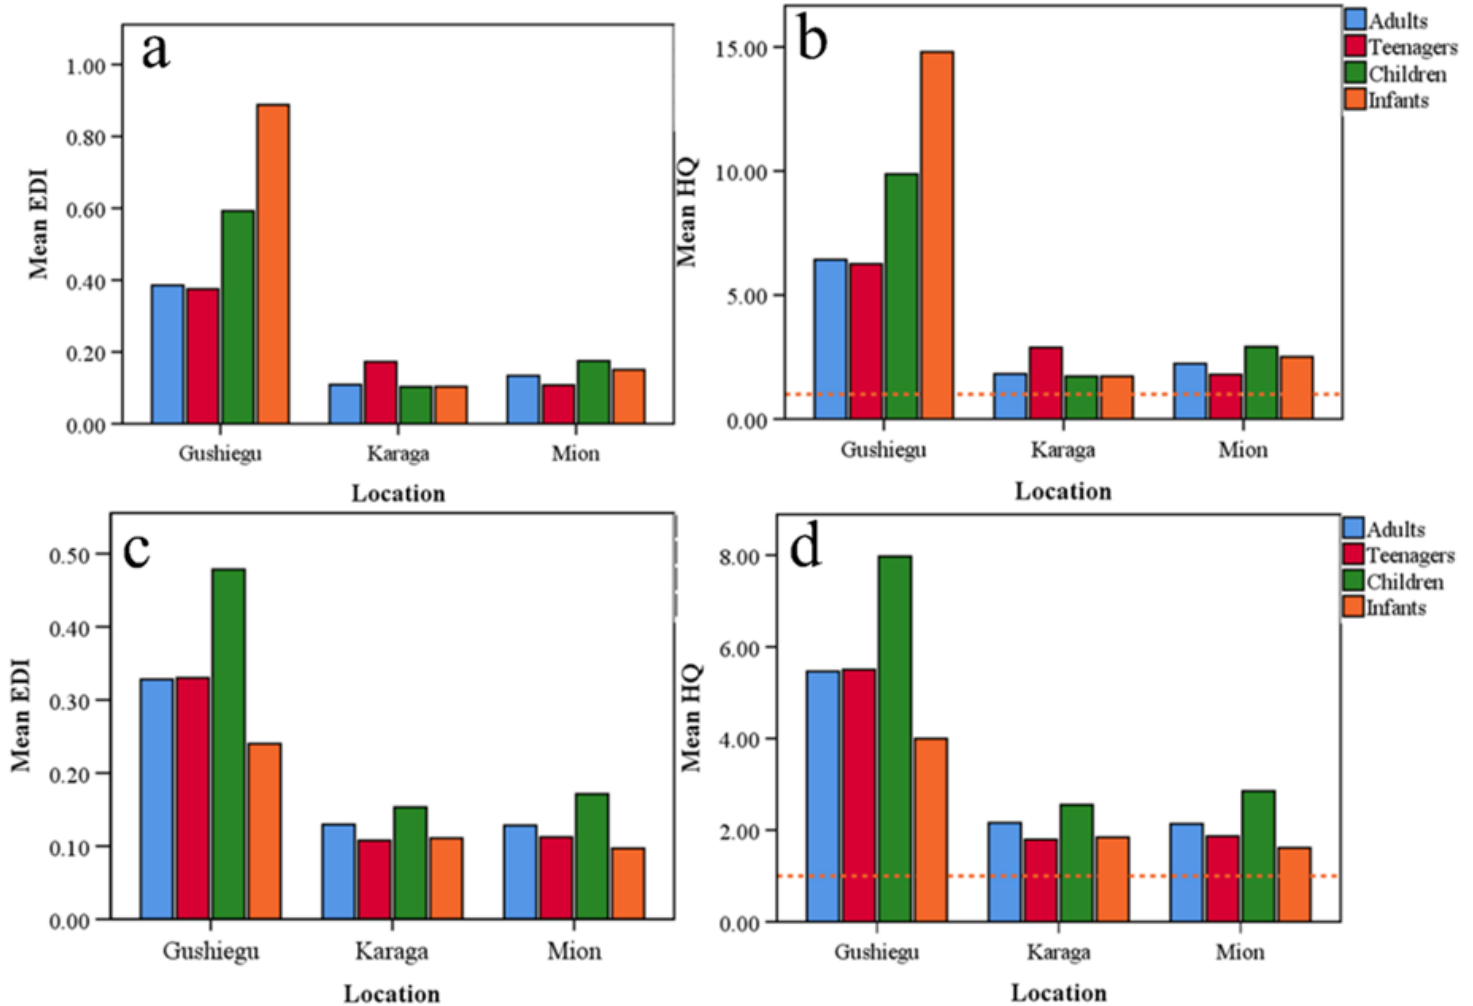 a
1.00
0.80
0.60
0.40
0.20
0.00
Mean EDI
Gushiegu Karaga Mion
Location
b
15.00
10.00
5.00
0.00
Mean HQ
Gushiegu Karaga Mion
Location
Adults
Teenagers
Children
Infants
c
0.50
0.40
0.30
0.20
0.10
0.00
Mean EDI
Gushiegu Karaga Mion
Location
d
8.00
6.00
4.00
2.00
0.00
Mean HQ
Gushiegu Karaga Mion
Location
Adults
Teenagers
Children
Infants